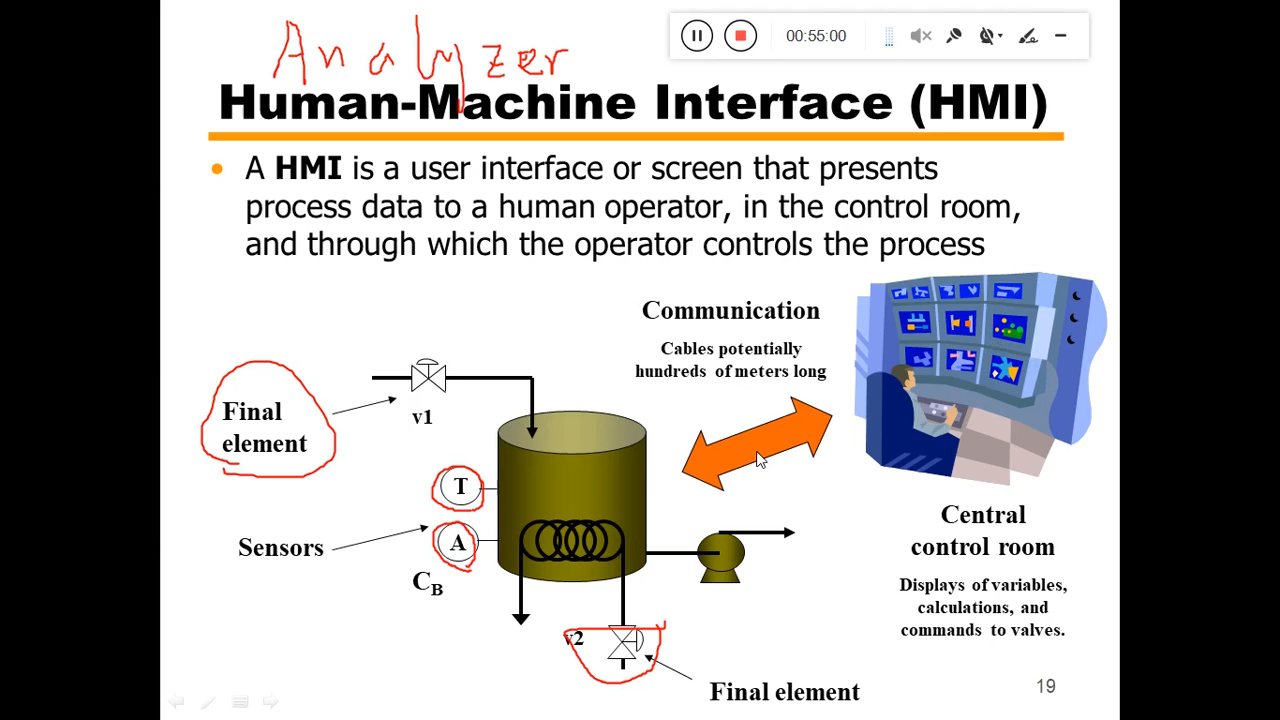 00:55:00
Analyzer
Human-Machine Interface (HMI)
• A HMI is a user interface or screen that presents
process data to a human operator, in the control room,
and through which the operator controls the process
Communication
Cables potentially
hundreds of meters long
Final
element
v1
T
Sensors
A
CB
v2
Final element
Central
control room
Displays of variables,
calculations, and
commands to valves.
19